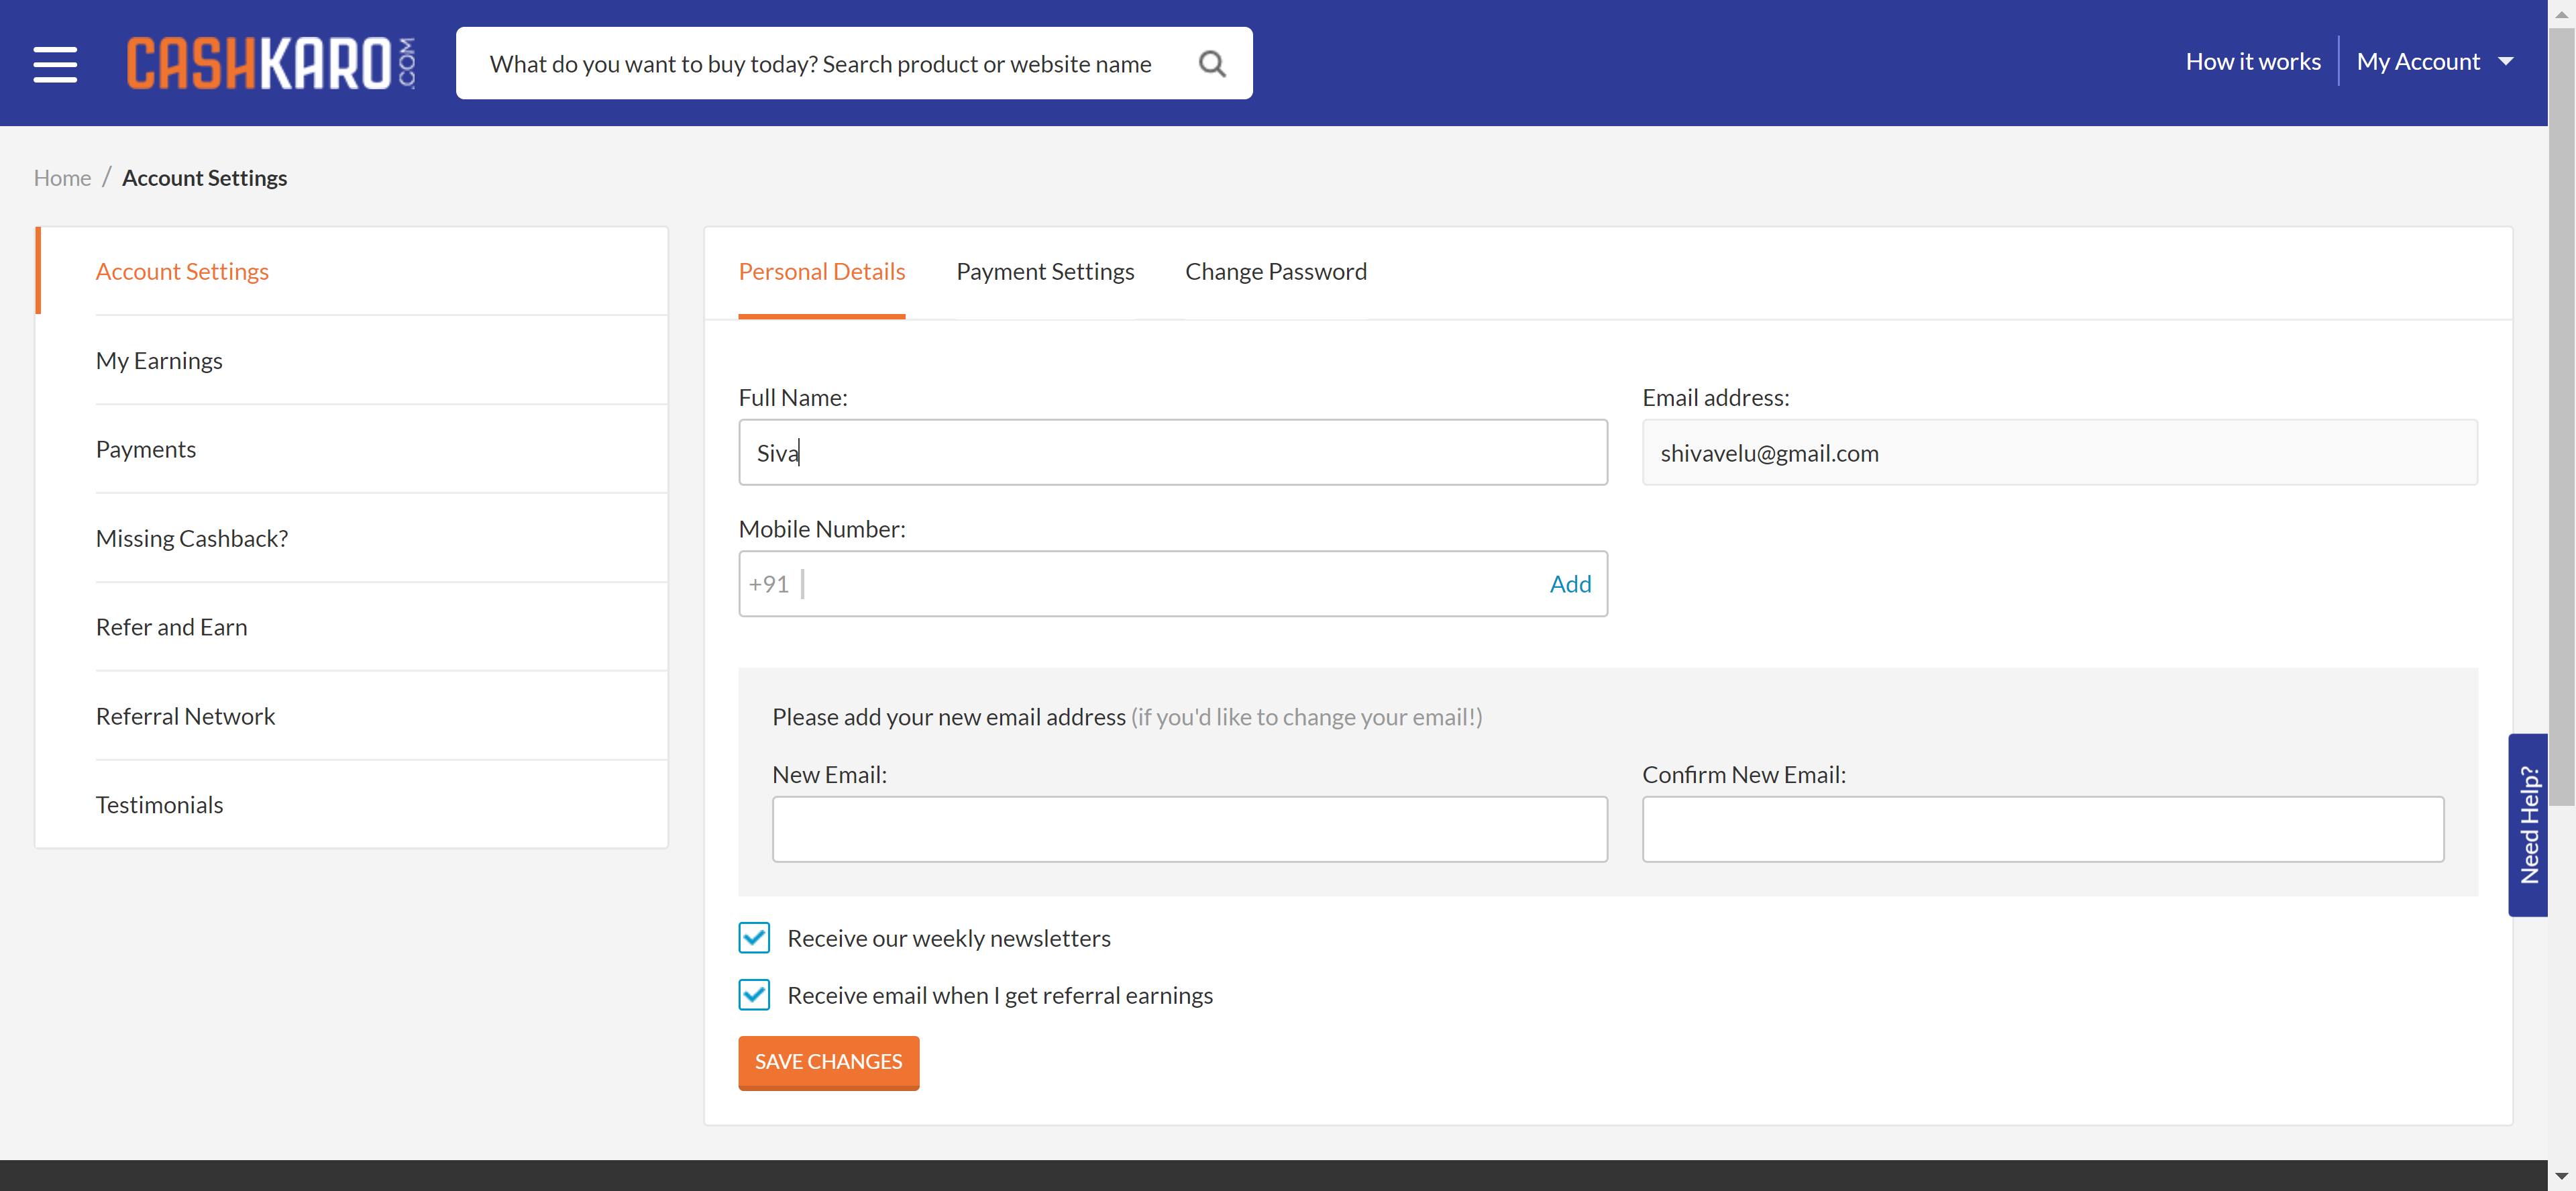 CASHKARO.COM
What do you want to buy today? Search product or website name
How it works
My Account
Home / Account Settings
Account Settings
My Earnings
Payments
Missing Cashback?
Refer and Earn
Referral Network
Testimonials
Personal Details
Payment Settings
Change Password
Full Name:
Siva
Email address:
shivavelu@gmail.com
Mobile Number:
+91
Add
Please add your new email address (if you'd like to change your email!)
New Email:
Confirm New Email:
Receive our weekly newsletters
Receive email when I get referral earnings
SAVE CHANGES
Need Help?